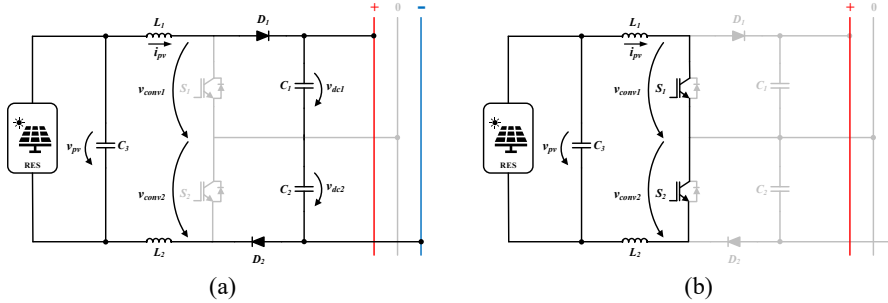 L1 D1 + 0 -
ipv
vconv1 S1 C1 vdc1
vpv C3
RES
vconv2 S2 C2 vdc2
L2 D2
(a)
L1 D1 + 0
ipv
vconv1 S1 C1
vpv C3
RES
vconv2 S2 C2
L2 D2
(b)